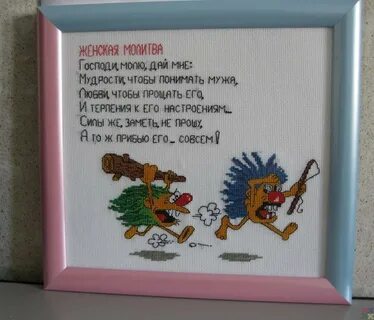 ЖЕНСКАЯ МОЛИТВА
ГОСПОДИ, МОЛЮ, ДАЙ МНЕ:
МУДРОСТИ, ЧТОБЫ ПОНИМАТЬ МУЖА,
ЛЮБВИ, ЧТОБЫ ПРОЩАТЬ ЕГО,
И ТЕРПЕНИЯ К ЕГО НАСТРОЕНИЯМ...
СИЛЫ ЖЕ, ЗАМЕТЬ, НЕ ПРОШУ,
А ТО Ж ПРИБЬЮ ЕГО... СОВСЕМ!